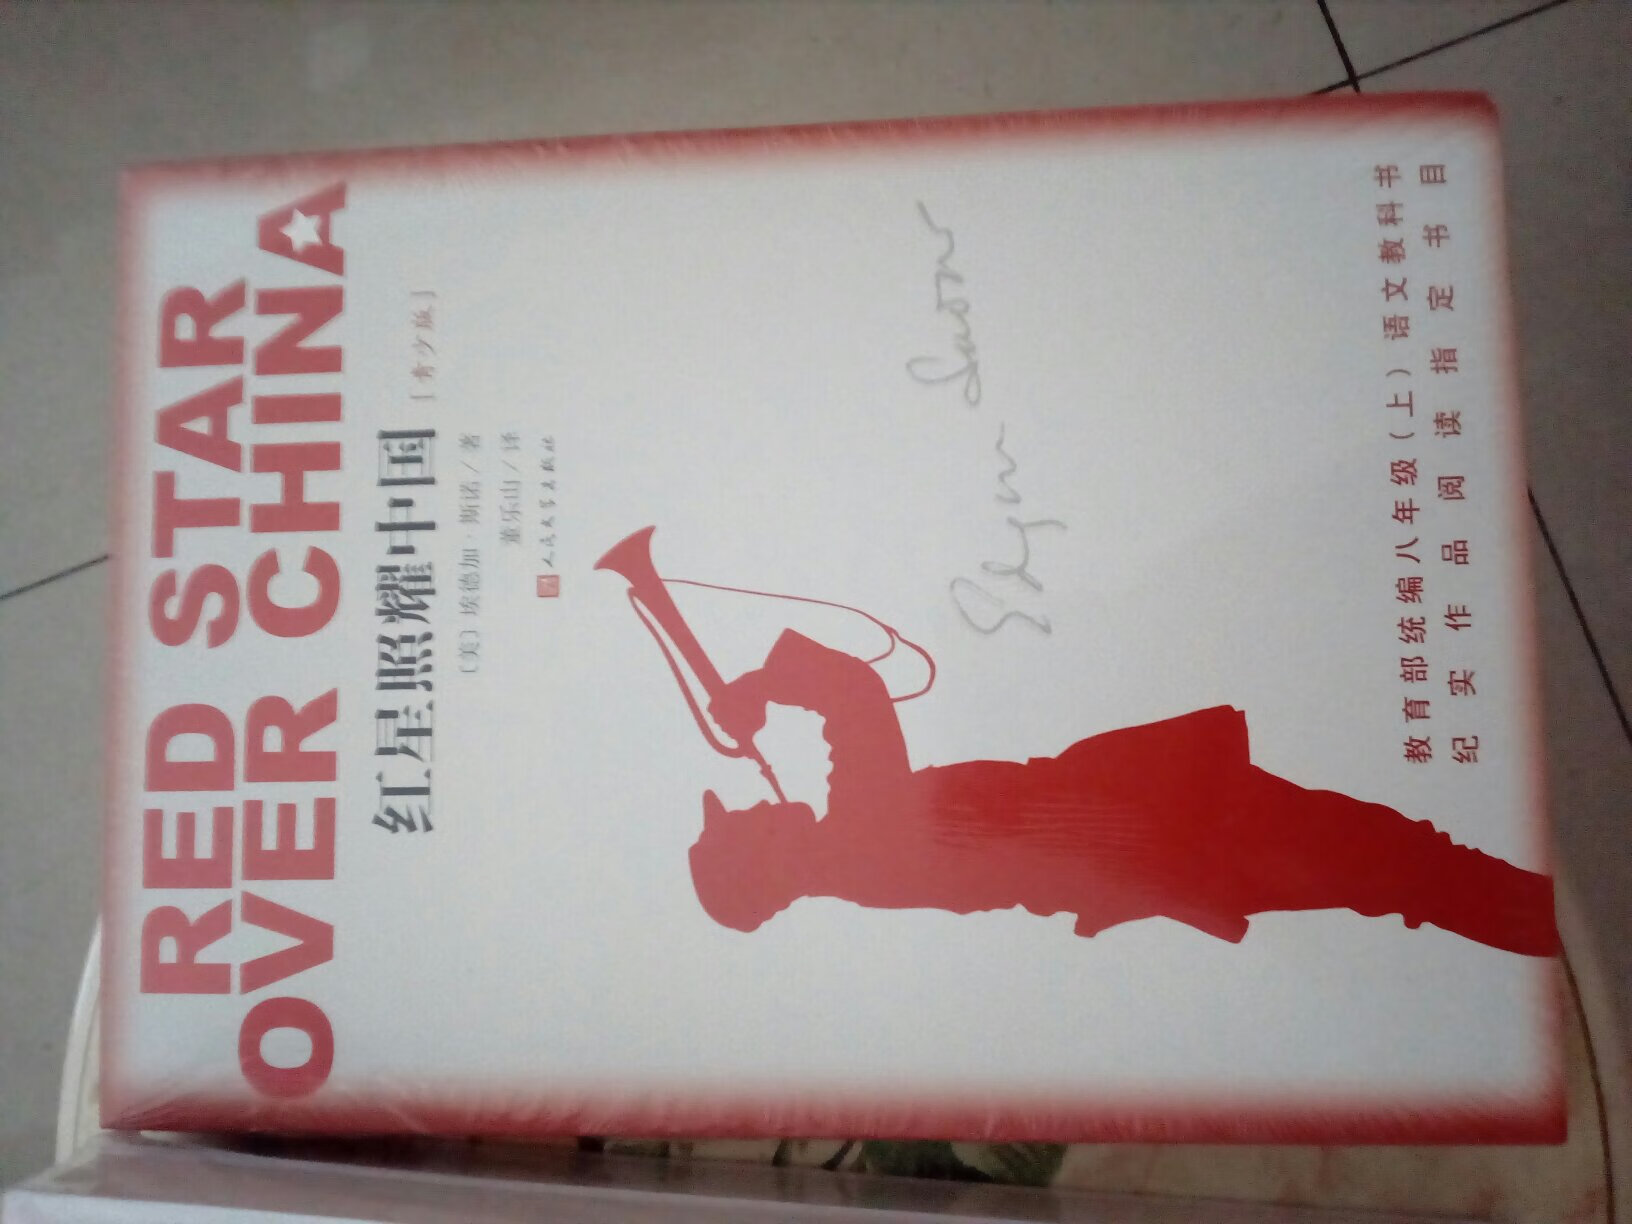 RED STAR
OVER CHINA
红星照耀中国
[青少版]
〔美〕埃德加·斯诺/著
董乐山/译
人民文学出版社
Edgar Snow
教育部统编八年级(上)语文教科书
纪实作品阅读指定书目